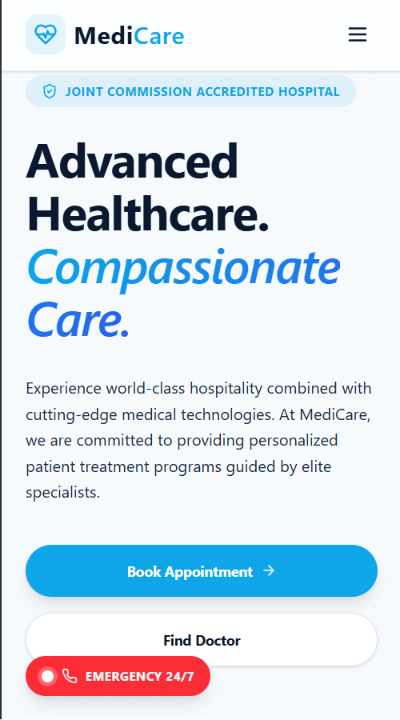 MediCare
JOINT COMMISSION ACCREDITED HOSPITAL
Advanced
Healthcare.
Compassionate
Care.
Experience world-class hospitality combined with
cutting-edge medical technologies. At MediCare,
we are committed to providing personalized
patient treatment programs guided by elite
specialists.
Book Appointment →
Find Doctor
EMERGENCY 24/7